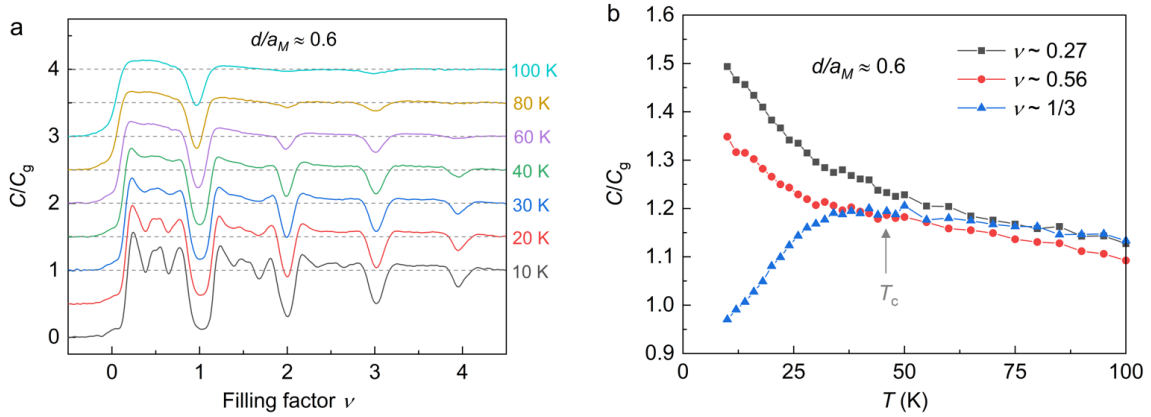 a
d/a_M ≈ 0.6
C/C_g
4
3
2
1
0
100 K
80 K
60 K
40 K
30 K
20 K
10 K
0 1 2 3 4
Filling factor ν
b
d/a_M ≈ 0.6
ν ~ 0.27
ν ~ 0.56
ν ~ 1/3
C/C_g
1.6
1.5
1.4
1.3
1.2
1.1
1.0
0.9
T_c
0 25 50 75 100
T (K)